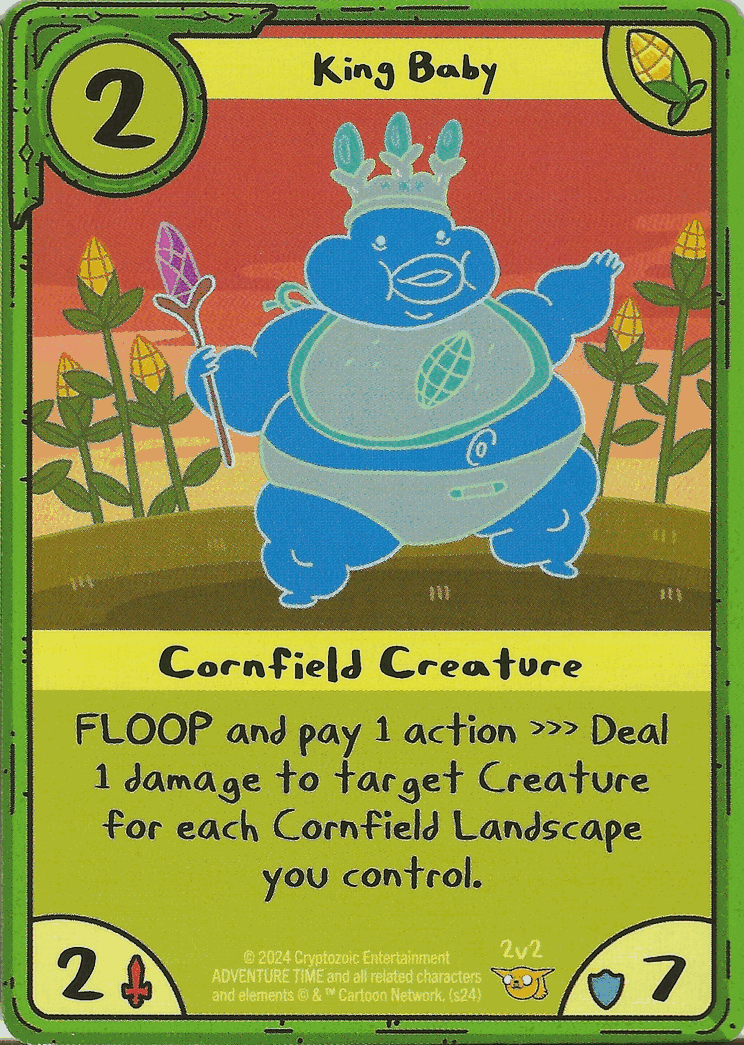 2
King Baby
Cornfield Creature
FLOOP and pay 1 action >>> Deal
1 damage to target Creature
for each Cornfield Landscape
you control.
2
© 2024 Cryptozoic Entertainment
ADVENTURE TIME and all related characters
and elements © & ™ Cartoon Network. (s24)
2v2
7